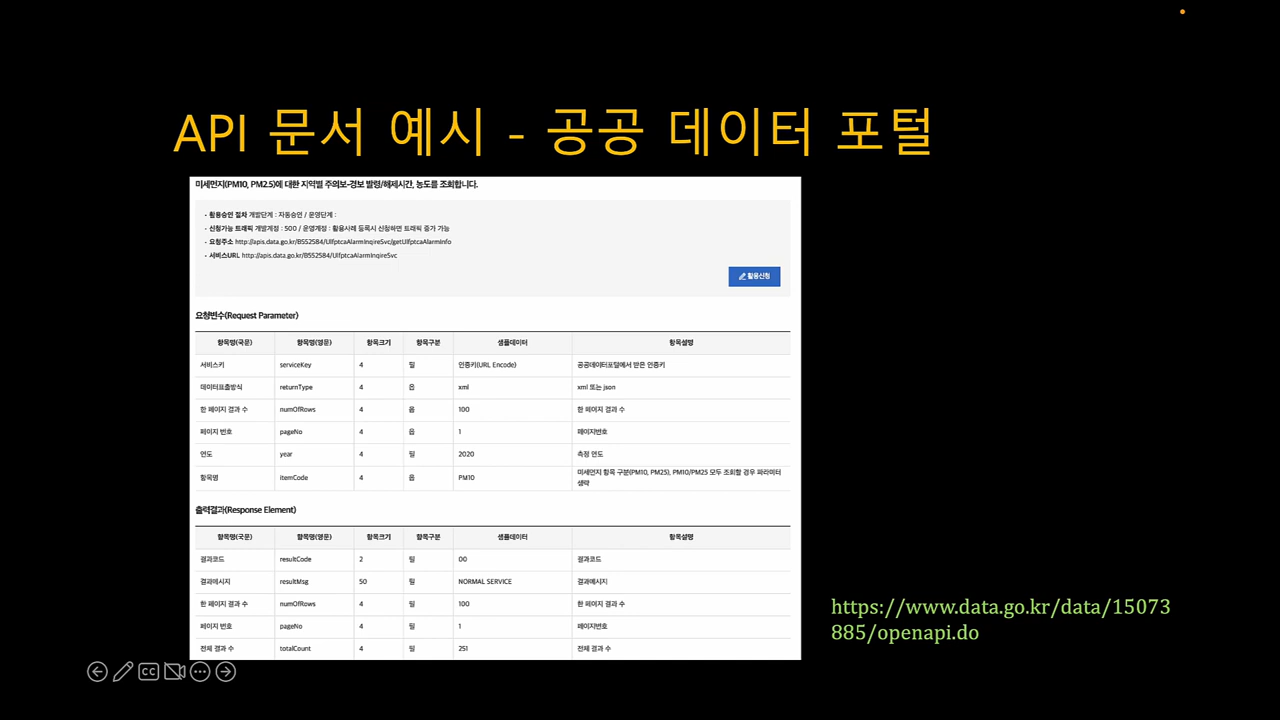 API 문서 예시 - 공공 데이터 포털
미세먼지(PM10, PM2.5)에 대한 지역별 주의보-경보 발령/해제시간, 농도를 조회합니다.
- 활용승인 절차 개발단계 : 자동승인 / 운영단계 :
- 신청가능 트래픽 개발계정 : 500 / 운영계정 : 활용사례 등록시 신청하면 트래픽 증가 가능
- 요청주소 http://apis.data.go.kr/B552584/UlfptcaAlarmInqireSvc/getUlfptcaAlarmInfo
- 서비스URL http://apis.data.go.kr/B552584/UlfptcaAlarmInqireSvc
활용신청
요청변수(Request Parameter)
항목명(국문) 항목명(영문) 항목크기 항목구분 샘플데이터 항목설명
서비스키 serviceKey 4 필 인증키(URL Encode) 공공데이터포털에서 받은 인증키
데이터표출방식 returnType 4 옵 xml xml 또는 json
한 페이지 결과 수 numOfRows 4 옵 100 한 페이지 결과 수
페이지 번호 pageNo 4 옵 1 페이지번호
연도 year 4 필 2020 측정 연도
항목명 itemCode 4 옵 PM10 미세먼지 항목 구분(PM10, PM25), PM10/PM25 모두 조회할 경우 파라미터
생략
출력결과(Response Element)
항목명(국문) 항목명(영문) 항목크기 항목구분 샘플데이터 항목설명
결과코드 resultCode 2 필 00 결과코드
결과메시지 resultMsg 50 필 NORMAL SERVICE 결과메시지
한 페이지 결과 수 numOfRows 4 필 100 한 페이지 결과 수
페이지 번호 pageNo 4 필 1 페이지번호
전체 결과 수 totalCount 4 필 251 전체 결과 수
https://www.data.go.kr/data/15073
885/openapi.do
CC